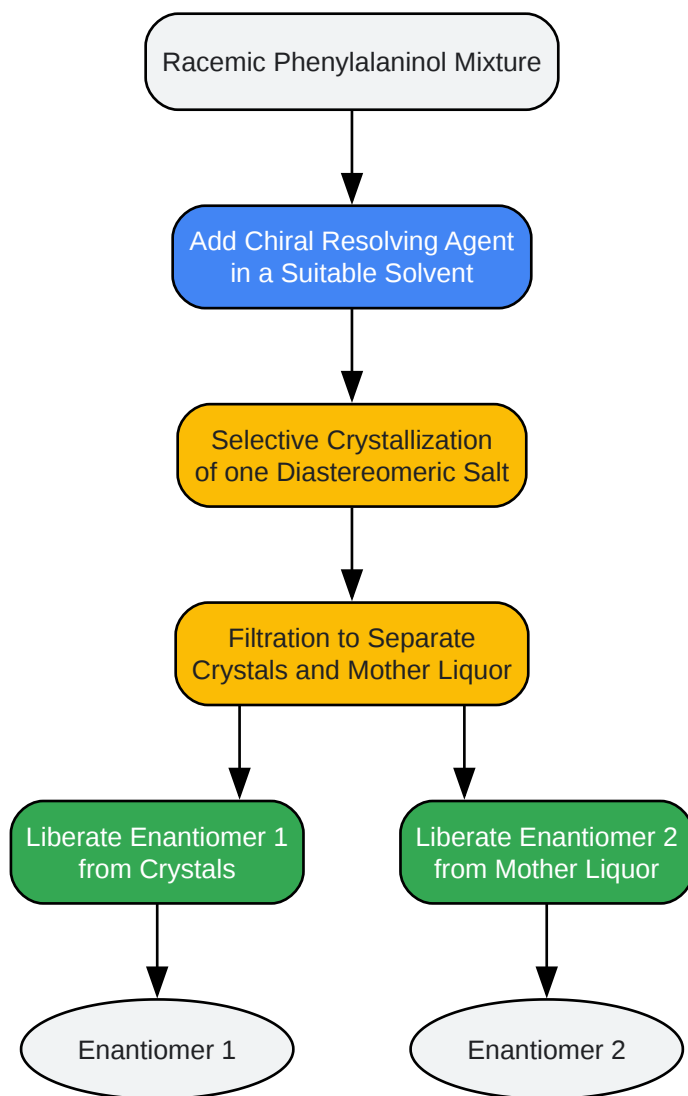 Racemic Phenylalaninol Mixture
Add Chiral Resolving Agent
in a Suitable Solvent
Selective Crystallization
of one Diastereomeric Salt
Filtration to Separate
Crystals and Mother Liquor
Liberate Enantiomer 1
from Crystals
Liberate Enantiomer 2
from Mother Liquor
Enantiomer 1
Enantiomer 2